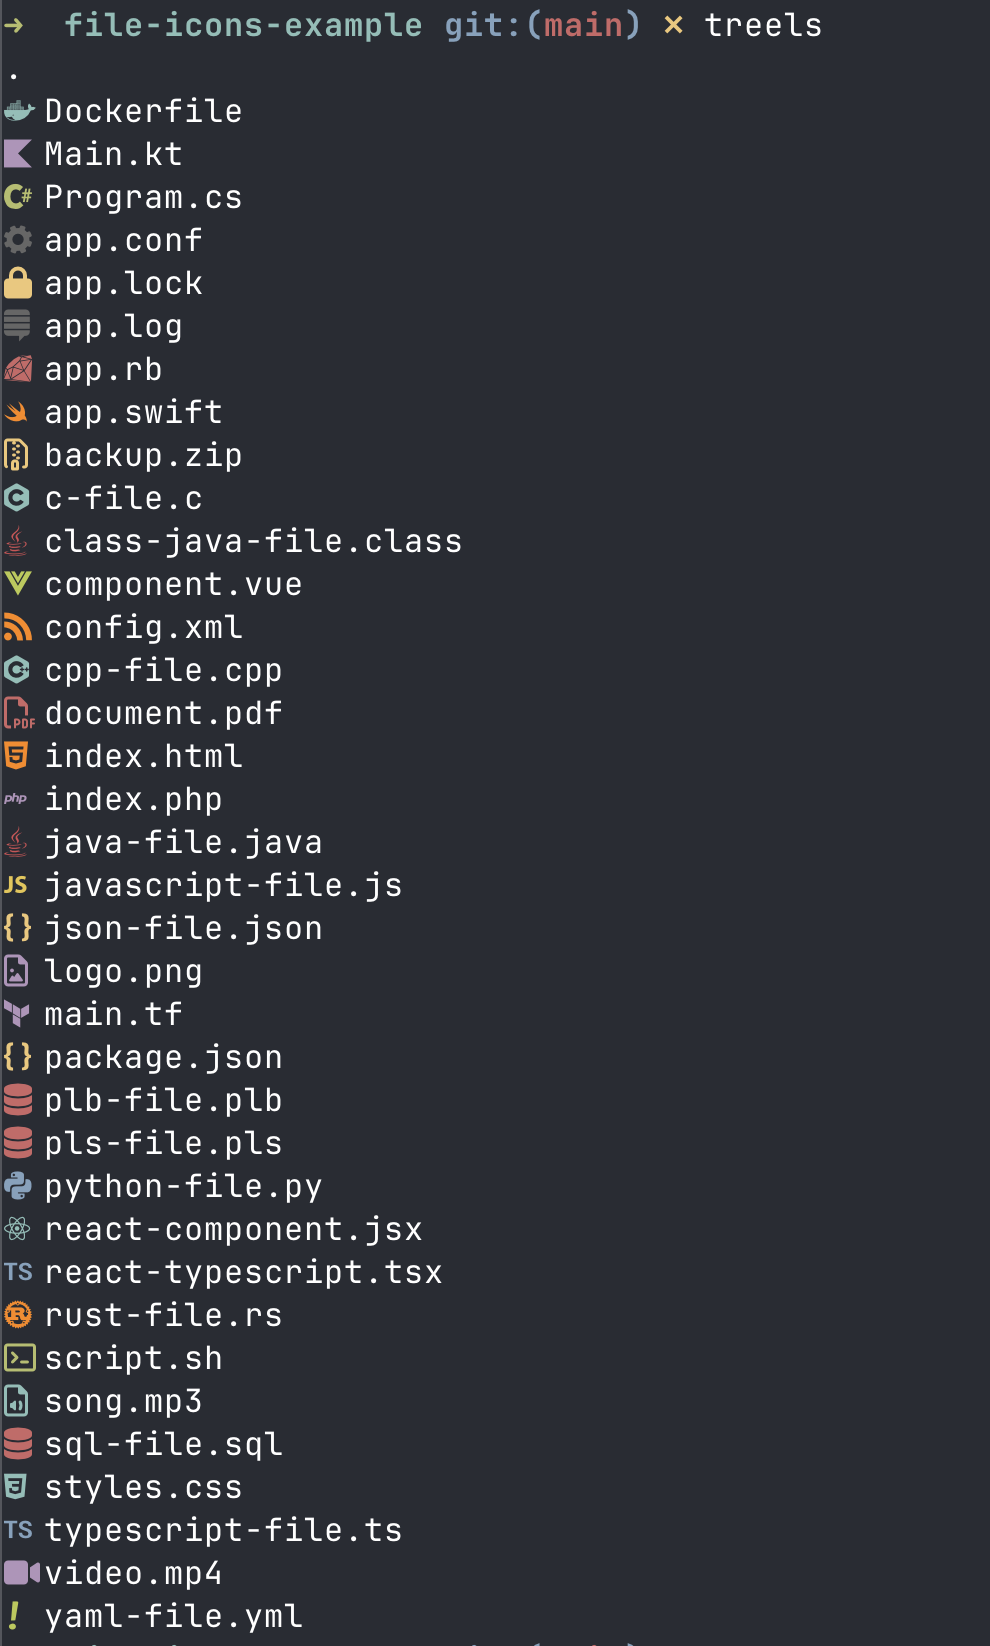 ➜ file-icons-example git:(main) ✗ treels
.
Dockerfile
Main.kt
C# Program.cs
app.conf
app.lock
app.log
app.rb
app.swift
backup.zip
C c-file.c
class-java-file.class
component.vue
config.xml
C++ cpp-file.cpp
PDF document.pdf
5 index.html
php index.php
java-file.java
JS javascript-file.js
{} json-file.json
logo.png
main.tf
{} package.json
plb-file.plb
pls-file.pls
python-file.py
react-component.jsx
TS react-typescript.tsx
R rust-file.rs
>_ script.sh
song.mp3
sql-file.sql
3 styles.css
TS typescript-file.ts
video.mp4
! yaml-file.yml